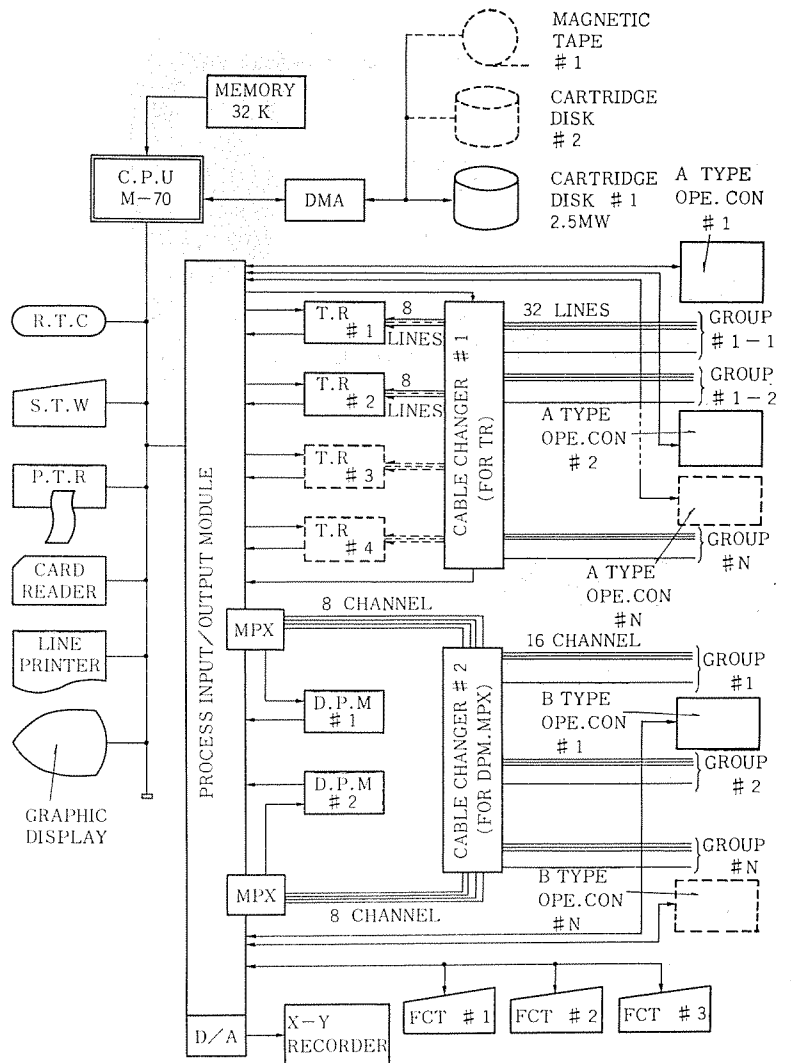 MAGNETIC
TAPE
# 1
MEMORY
32 K
CARTRIDGE
DISK
# 2
C.P.U
M-70
DMA
CARTRIDGE
DISK # 1
2.5MW
A TYPE
OPE. CON
# 1
R.T.C
S.T.W
P.T.R
CARD
READER
LINE
PRINTER
GRAPHIC
DISPLAY
PROCESS INPUT/OUTPUT MODULE
T.R
# 1
8
LINES
T.R
# 2
8
LINES
T.R
# 3
T.R
# 4
CABLE CHANGER # 1
(FOR TR)
32 LINES
GROUP
# 1-1
GROUP
# 1-2
A TYPE
OPE.CON
# 2
GROUP
# N
A TYPE
OPE.CON
# N
8 CHANNEL
MPX
D.P.M
# 1
D.P.M
# 2
MPX
8 CHANNEL
CABLE CHANGER # 2
(FOR DPM.MPX)
16 CHANNEL
GROUP
# 1
B TYPE
OPE.CON
# 1
GROUP
# 2
GROUP
# N
B TYPE
OPE.CON
# N
FCT # 1
FCT # 2
FCT # 3
D/A
X-Y
RECORDER